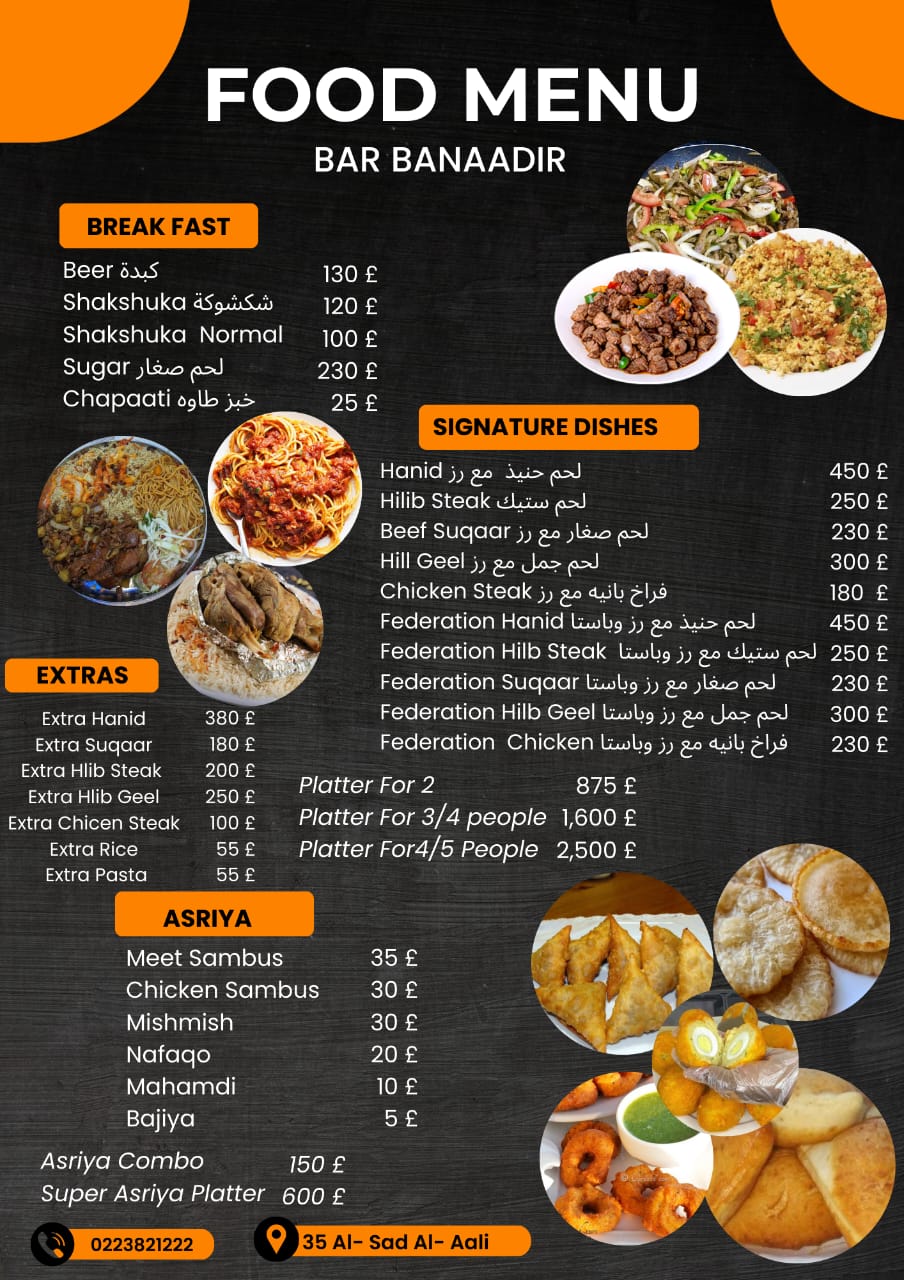 FOOD MENU
BAR BANAADIR
BREAK FAST
Beer كبدة 130 £
Shakshuka شكشوكة 120 £
Shakshuka Normal 100 £
Sugar لحم صغار 230 £
Chapaati خبز طاوه 25 £
SIGNATURE DISHES
Hanid لحم حنيذ مع رز 450 £
Hilib Steak لحم ستيك 250 £
Beef Suqaar لحم صغار مع رز 230 £
Hill Geel لحم جمل مع رز 300 £
Chicken Steak فراخ بانيه مع رز 180 £
Federation Hanid لحم حنيذ مع رز وباستا 450 £
Federation Hilb Steak لحم ستيك مع رز وباستا 250 £
Federation Suqaar لحم صغار مع رز وباستا 230 £
Federation Hilb Geel لحم جمل مع رز وباستا 300 £
Federation Chicken فراخ بانيه مع رز وباستا 230 £
Platter For 2 875 £
Platter For 3/4 people 1,600 £
Platter For4/5 People 2,500 £
EXTRAS
Extra Hanid 380 £
Extra Suqaar 180 £
Extra Hlib Steak 200 £
Extra Hlib Geel 250 £
Extra Chicen Steak 100 £
Extra Rice 55 £
Extra Pasta 55 £
ASRIYA
Meet Sambus 35 £
Chicken Sambus 30 £
Mishmish 30 £
Nafaqo 20 £
Mahamdi 10 £
Bajiya 5 £
Asriya Combo 150 £
Super Asriya Platter 600 £
0223821222
35 Al- Sad Al- Aali